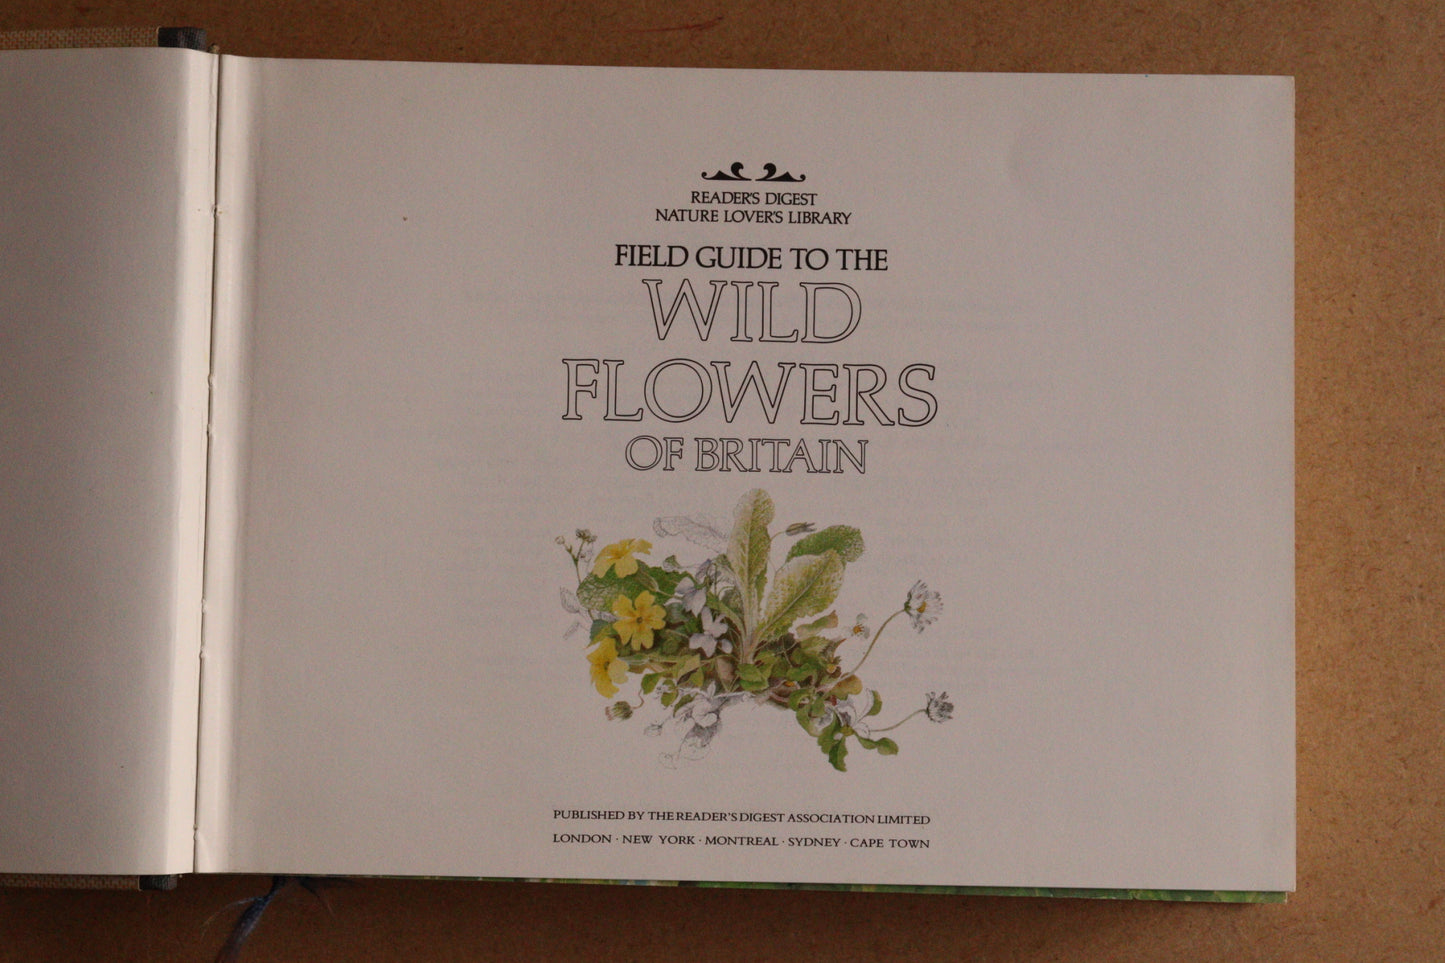 READER'S DIGEST
NATURE LOVER'S LIBRARY
FIELD GUIDE TO THE
WILD
FLOWERS
OF BRITAIN
PUBLISHED BY THE READER'S DIGEST ASSOCIATION LIMITED
LONDON · NEW YORK · MONTREAL · SYDNEY · CAPE TOWN